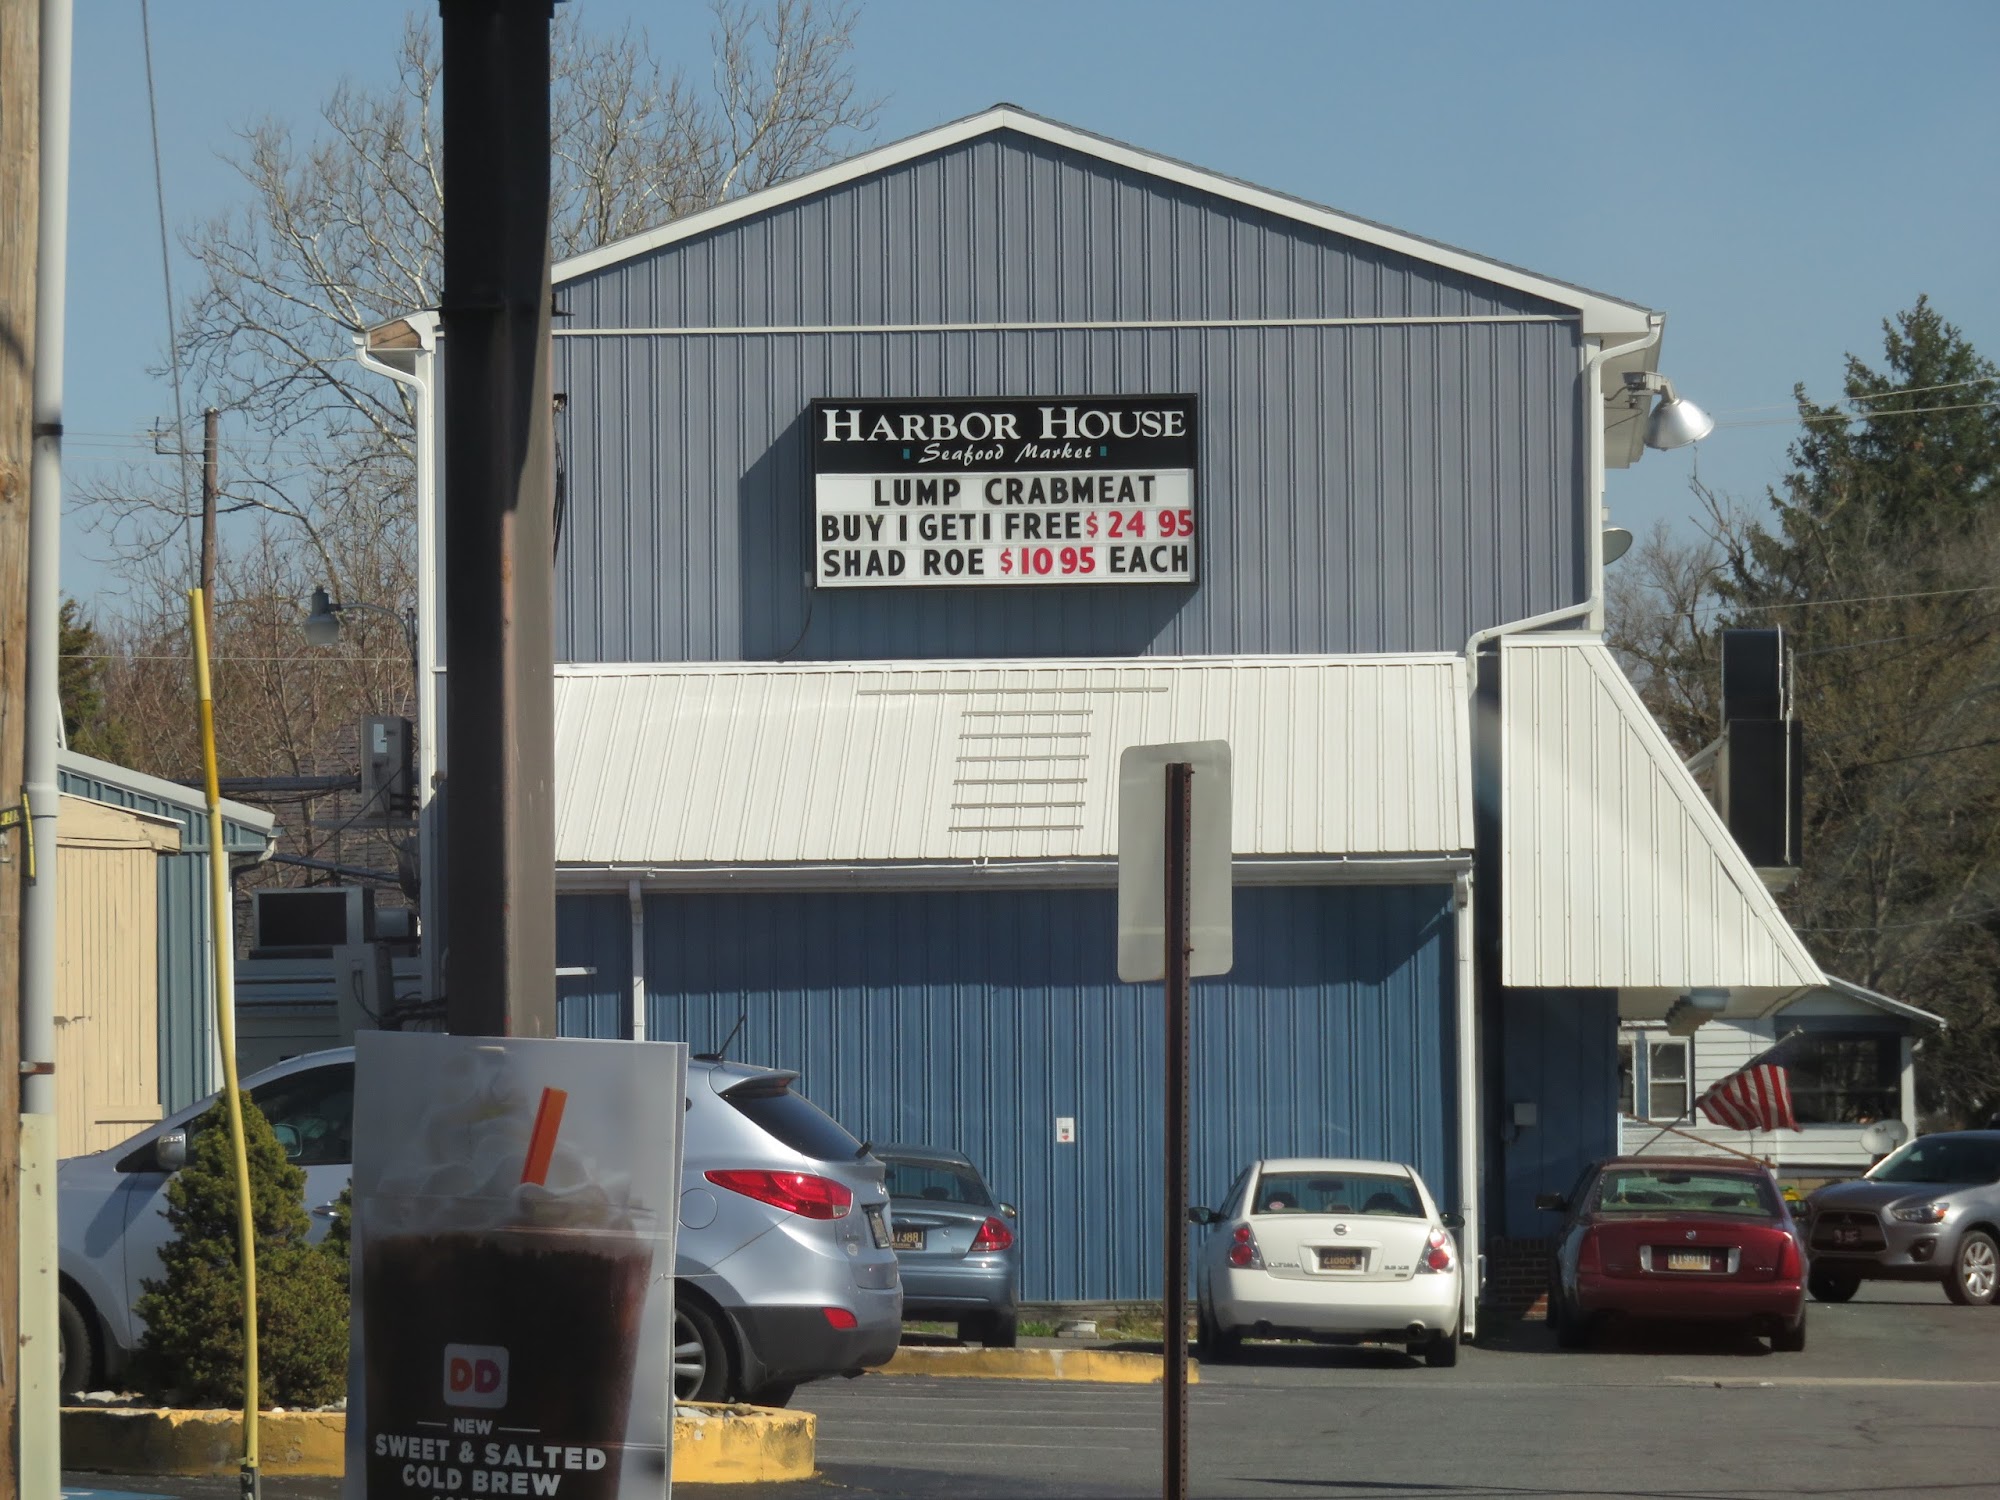 HARBOR HOUSE
Seafood Market
LUMP CRABMEAT
BUY 1 GET 1 FREE $24 95
SHAD ROE $10 95 EACH
DD
NEW
SWEET & SALTED
COLD BREW
ALTIMA